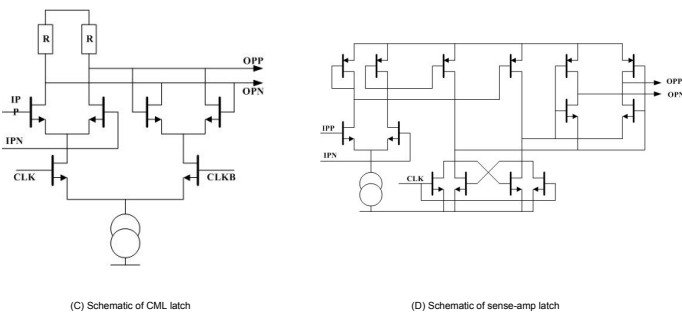 R
R
OPP
OPN
IP
P
IPN
CLK
CLKB
(C) Schematic of CML latch
OPP
OPN
IPP
IPN
CLK
(D) Schematic of sense-amp latch